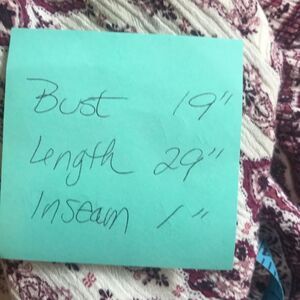 Bust 19"
Length 29"
Inseam 1"